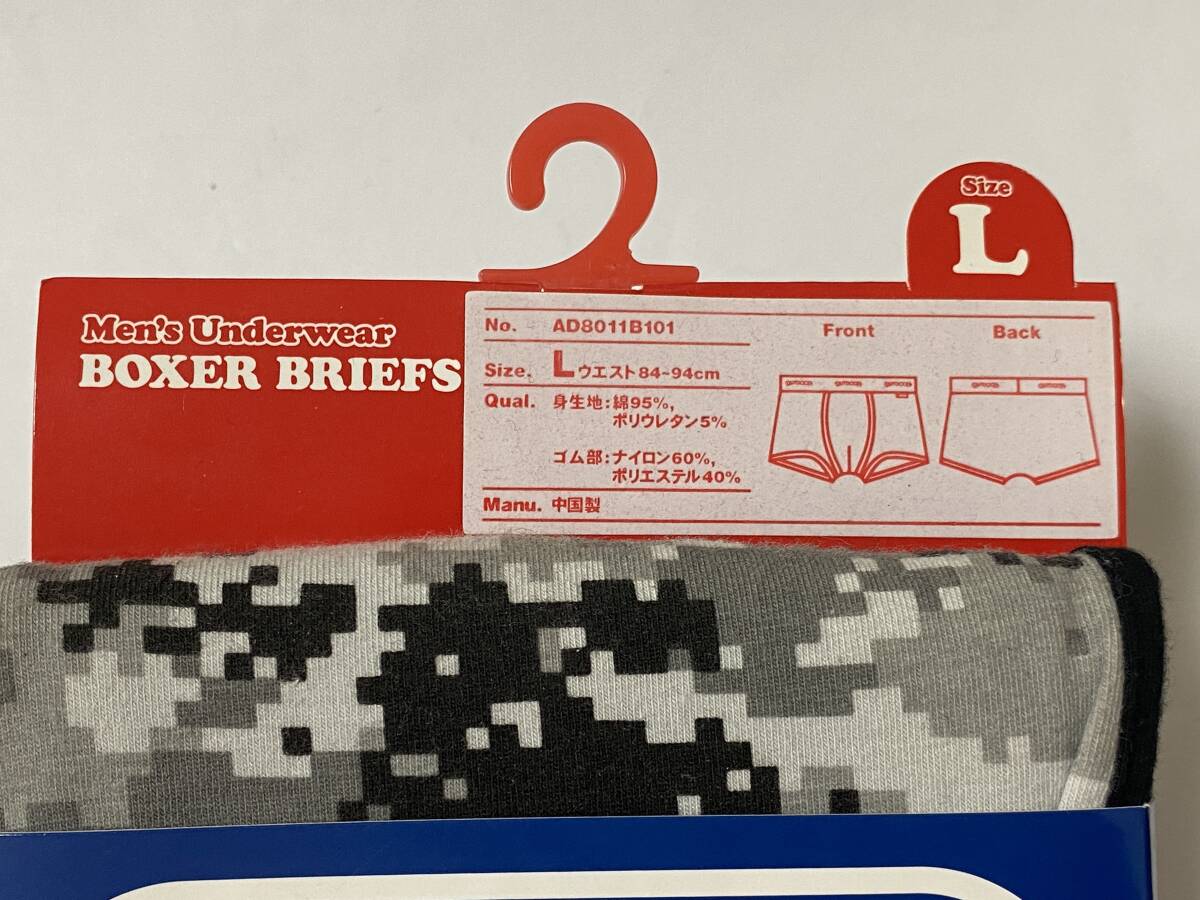 Size
L
Men's Underwear
BOXER BRIEFS
No. AD8011B101
Size. Lウエスト84~94cm
Qual. 身生地:綿95%,
ポリウレタン5%
ゴム部:ナイロン60%,
ポリエステル40%
Manu. 中国製
Front
Back